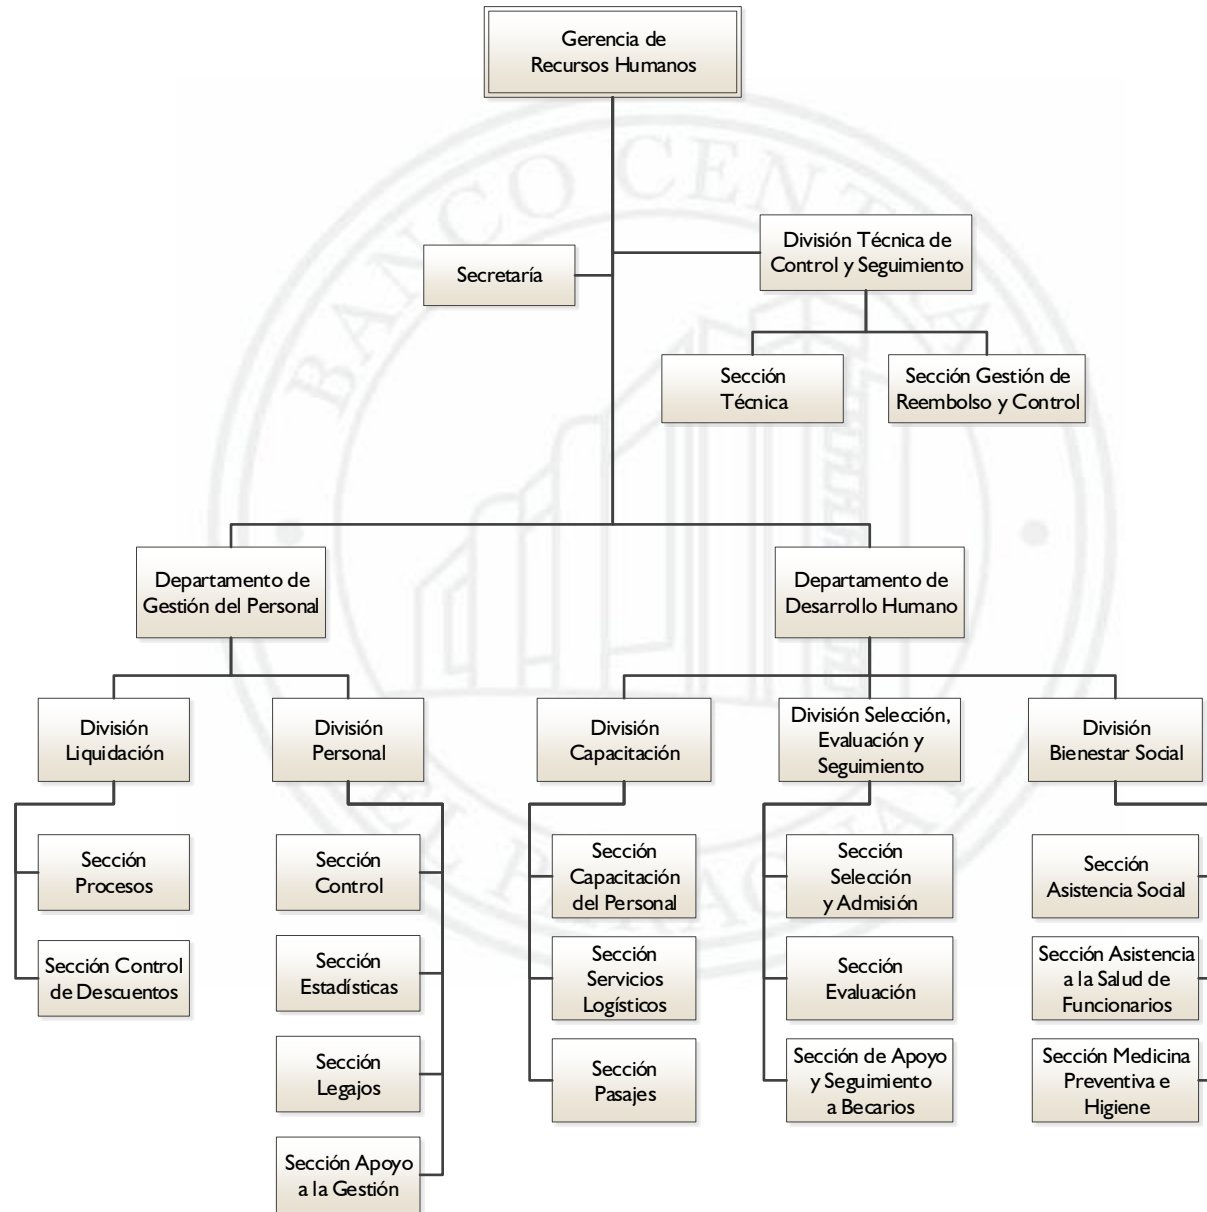 Gerencia de
Recursos Humanos
División Técnica de
Control y Seguimiento
Secretaría
Sección
Técnica
Sección Gestión de
Reembolso y Control
Departamento de
Gestión del Personal
Departamento de
Desarrollo Humano
División
Liquidación
División
Personal
División
Capacitación
División Selección,
Evaluación y
Seguimiento
División
Bienestar Social
Sección
Procesos
Sección Control
de Descuentos
Sección
Control
Sección
Estadísticas
Sección
Legajos
Sección Apoyo
a la Gestión
Sección
Capacitación
del Personal
Sección
Servicios
Logísticos
Sección
Pasajes
Sección
Selección
y Admisión
Sección
Evaluación
Sección de Apoyo
y Seguimiento
a Becarios
Sección
Asistencia Social
Sección Asistencia
a la Salud de
Funcionarios
Sección Medicina
Preventiva e
Higiene
BANCO CENTRAL